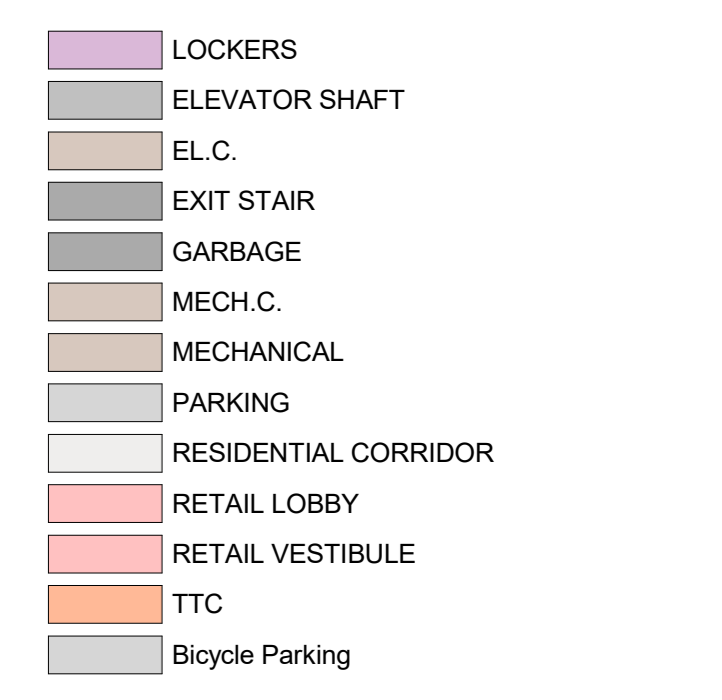 LOCKERS
ELEVATOR SHAFT
EL.C.
EXIT STAIR
GARBAGE
MECH.C.
MECHANICAL
PARKING
RESIDENTIAL CORRIDOR
RETAIL LOBBY
RETAIL VESTIBULE
TTC
Bicycle Parking